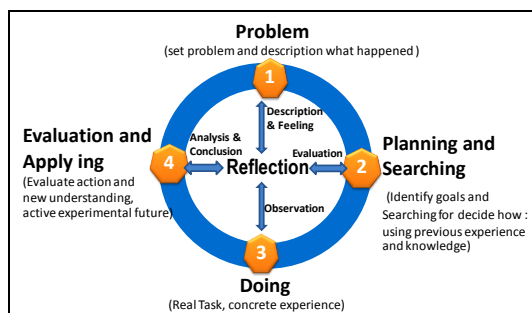 Problem
(set problem and description what happened )
1
Description
& Feeling
Evaluation and
Apply ing
(Evaluate action and
new understanding,
active experimental future)
4
Analysis &
Conclusion
Reflection
Evaluation
2
Planning and
Searching
(Identify goals and
Searching for decide how :
using previous experience
and knowledge)
Observation
3
Doing
(Real Task, concrete experience)